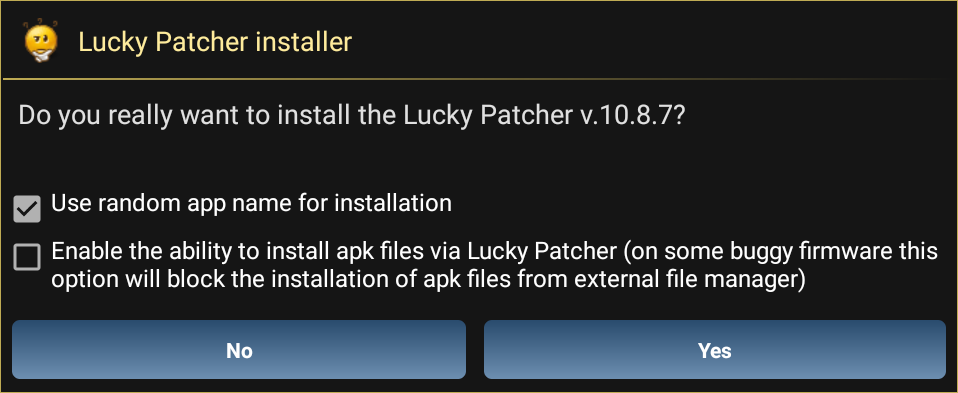 Lucky Patcher installer
Do you really want to install the Lucky Patcher v.10.8.7?
Use random app name for installation
Enable the ability to install apk files via Lucky Patcher (on some buggy firmware this
option will block the installation of apk files from external file manager)
No
Yes